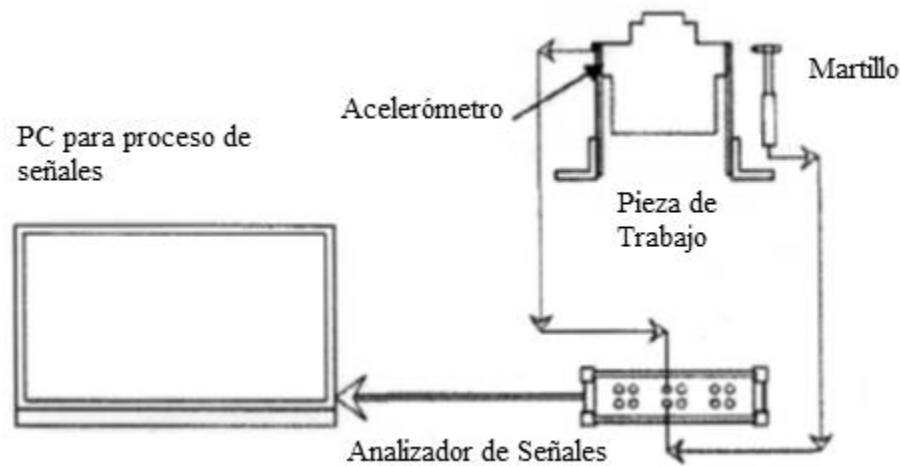 Martillo
Acelerómetro
PC para proceso de
señales
Pieza de
Trabajo
Analizador de Señales